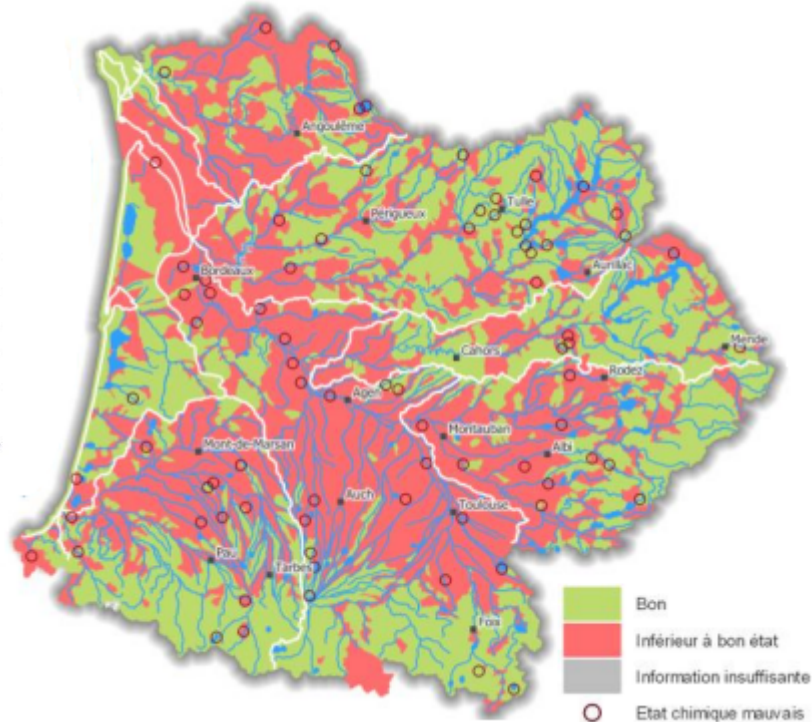 Angoulême
Périgueux
Tulle
Aurillac
Bordeaux
Mende
Cahors
Rodez
Agen
Montauban
Mont-de-Marsan
Albi
Auch
Toulouse
Pau
Tarbes
Foix
Bon
Inférieur à bon état
Information insuffisante
Etat chimique mauvais